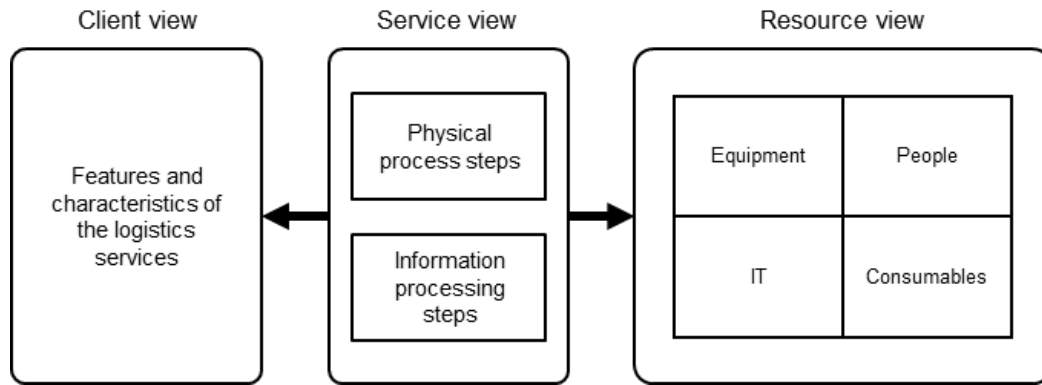 Client view
Service view
Resource view
Features and
characteristics of
the logistics
services
Physical
process steps
Information
processing
steps
Equipment
People
IT
Consumables